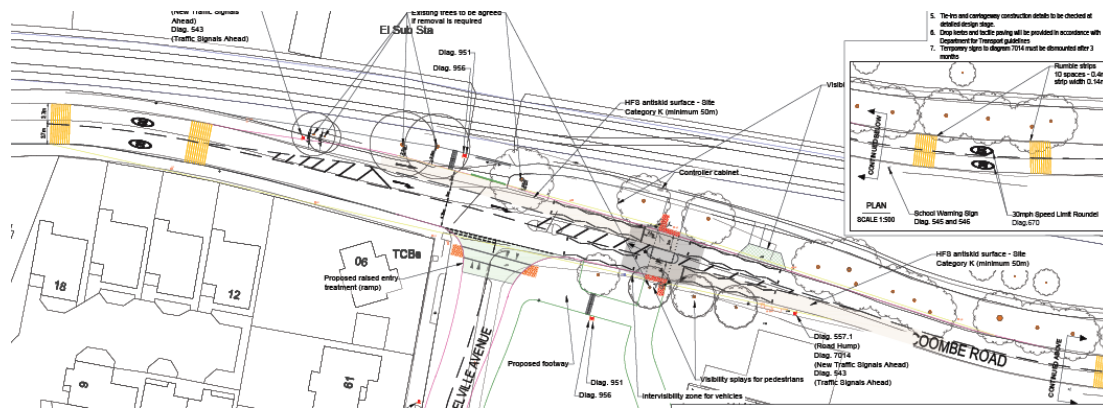 (New Traffic Signals
Ahead)
Diag. 543
(Traffic Signals Ahead)
Existing trees to be agreed
if removal is required
El Sub Sta
Diag. 951
Diag. 956
HFS antiskid surface - Site
Category K (minimum 50m)
Controller cabinet
5. Tie-ins and carriageway construction details to be checked at
detailed design stage.
6. Drop kerbs and tactile paving will be provided in accordance with
Department for Transport guidelines
7. Temporary signs to diagram 7014 must be dismounted after 3
months
Rumble strips
10 spaces - 0.4m
strip width 0.14m
CONTINUED BELOW
PLAN
SCALE 1:500
School Warning Sign
Diag. 545 and 546
30mph Speed Limit Roundel
Diag.670
HFS antiskid surface - Site
Category K (minimum 50m)
TCBs
Proposed raised entry
treatment (ramp)
18
12
06
9
61
ELVILLE AVENUE
Proposed footway
Diag. 951
Diag. 956
Intervisibility zone for vehicles
Visibility splays for pedestrians
Diag. 557.1
(Road Hump)
Diag. 7014
(New Traffic Signals Ahead)
Diag. 543
(Traffic Signals Ahead)
OOMBE ROAD
CONTINUED ABOVE